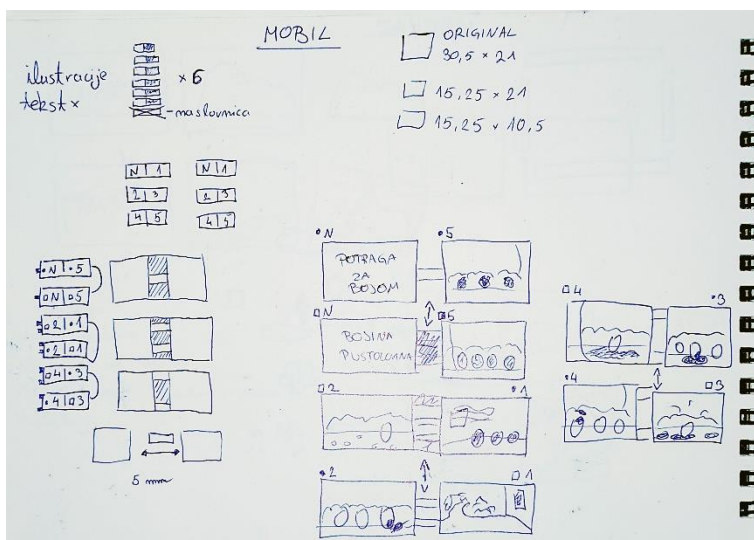 MOBIL
ORIGINAL
30,5 × 21
15,25 × 21
15,25 × 10,5
ilustracije
tekst ×
× 6
- naslovnica
N | 1
N | 1
2 | 3
2 | 3
4 | 5
4 | 5
• N | • 5
□ N | □ 5
□ 2 | • 1
• 2 | □ 1
□ 4 | • 3
• 4 | □ 3
5 mm
• N
• 5
POTRAGA
ZA
BOJOM
□ N
□ 5
BOJINA
PUSTOLOVINA
□ 2
• 1
• 2
□ 1
□ 4
• 3
• 4
□ 3